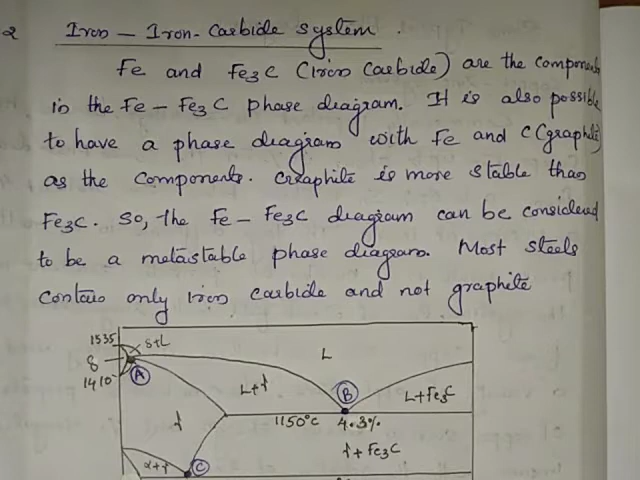 2 Iron - Iron-Carbide system.
Fe and Fe3C (Iron Carbide) are the components
in the Fe - Fe3C phase diagram. It is also possible
to have a phase diagram with Fe and C (graphite)
as the components. Graphite is more stable than
Fe3C. So, the Fe - Fe3C diagram can be considerd
to be a metastable phase diagram. Most steels
contain only iron carbide and not graphite
1535 δ+L
L
δ
1410 A
L+γ B L+Fe3C
γ 1150°C 4.3%
γ+Fe3C
α+γ C